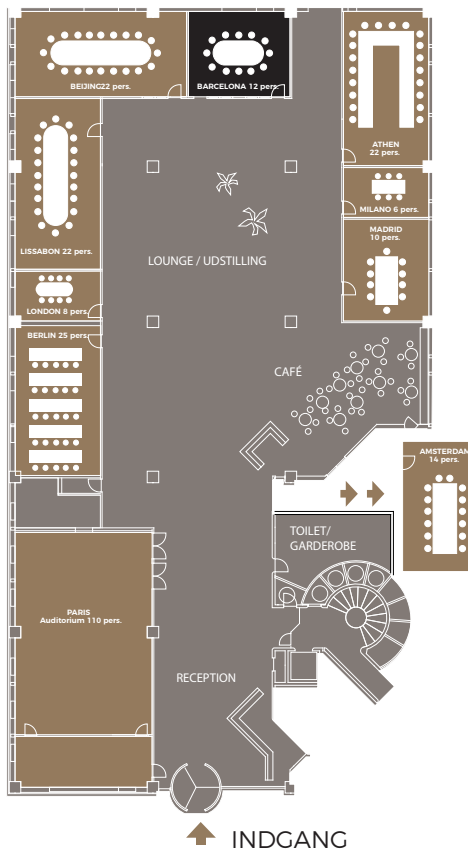 BEIJING22 pers.
BARCELONA 12 pers.
ATHEN
22 pers.
MILANO 6 pers.
MADRID
10 pers.
LISSABON 22 pers.
LOUNGE / UDSTILLING
LONDON 8 pers.
BERLIN 25 pers.
CAFÉ
AMSTERDAM
14 pers.
TOILET/
GARDEROBE
PARIS
Auditorium 110 pers.
RECEPTION
INDGANG